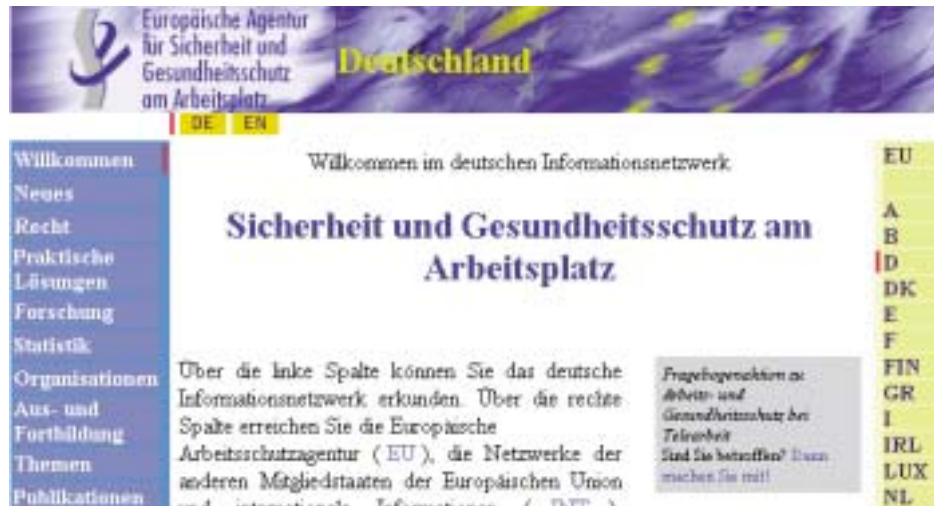 Europäische Agentur
für Sicherheit und
Gesundheitsschutz
am Arbeitsplatz
Deutschland
DE EN
Willkommen
Neues
Recht
Praktische
Lösungen
Forschung
Statistik
Organisationen
Aus- und
Fortbildung
Themen
Publikationen
Willkommen im deutschen Informationsnetzwerk
Sicherheit und Gesundheitsschutz am
Arbeitsplatz
Über die linke Spalte können Sie das deutsche
Informationsnetzwerk erkunden. Über die rechte
Spalte erreichen Sie die Europäische
Arbeitsschutzagentur ( EU ), die Netzwerke der
anderen Mitgliedstaaten der Europäischen Union
und internationale Informationen ( INT )
Fragebogenaktion zu
Arbeits- und
Gesundheitsschutz bei
Telearbeit
Sind Sie betroffen? Dann
machen Sie mit!
EU
A
B
D
DK
E
F
FIN
GR
I
IRL
LUX
NL